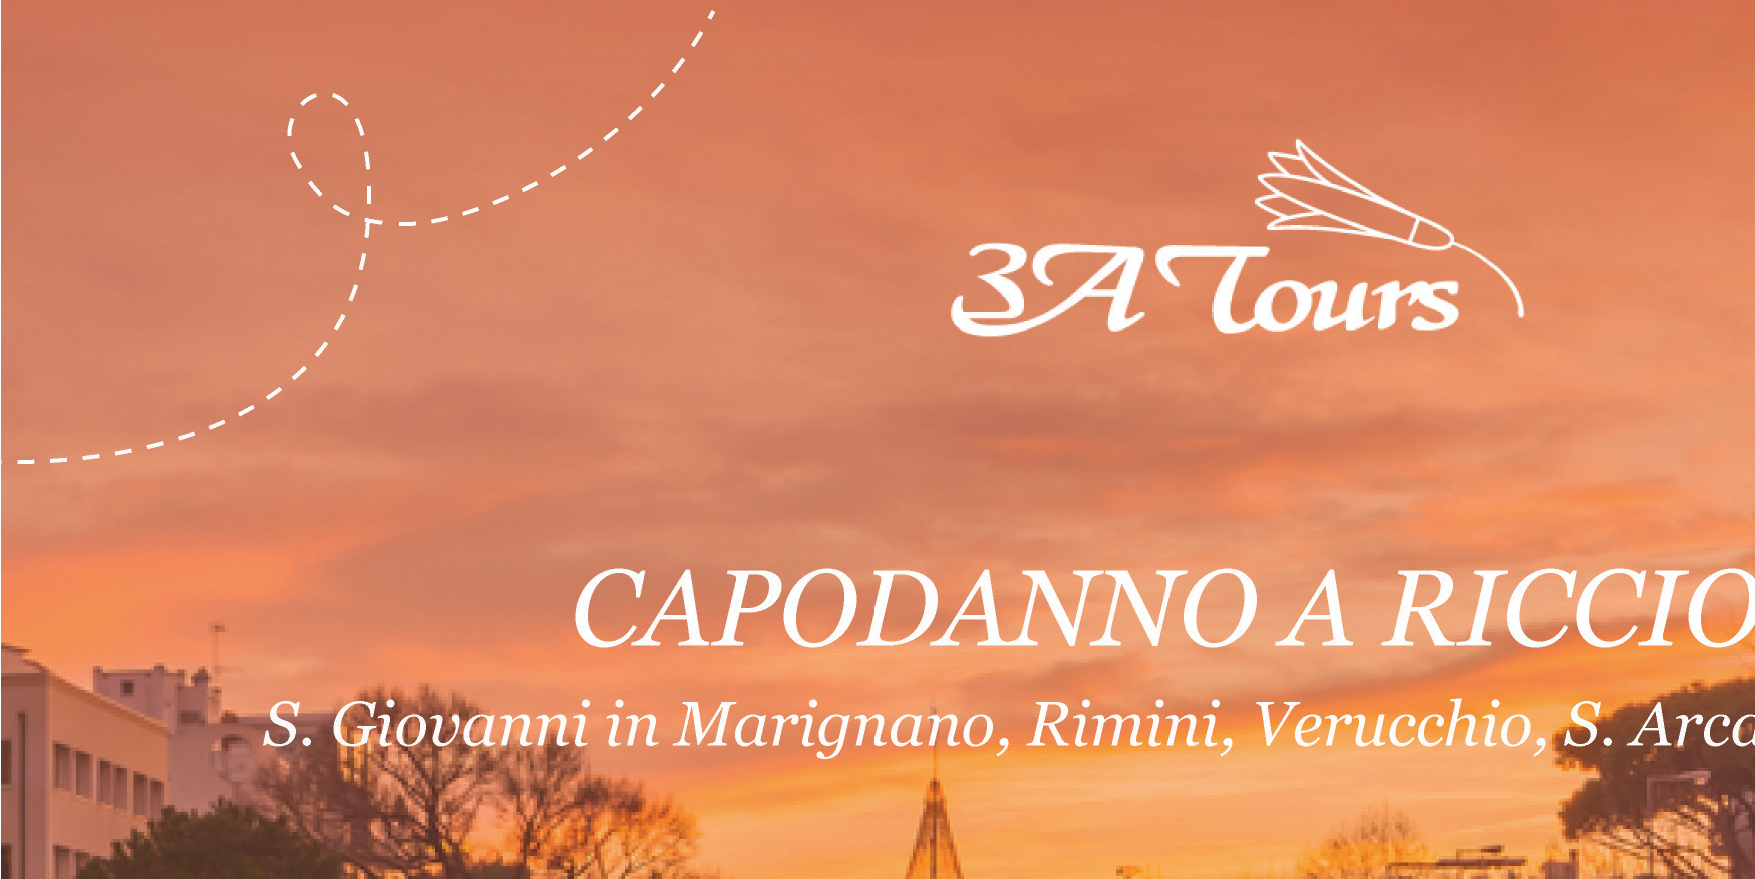 3A Tours
CAPODANNO A RICCIO
S. Giovanni in Marignano, Rimini, Verucchio, S. Arca